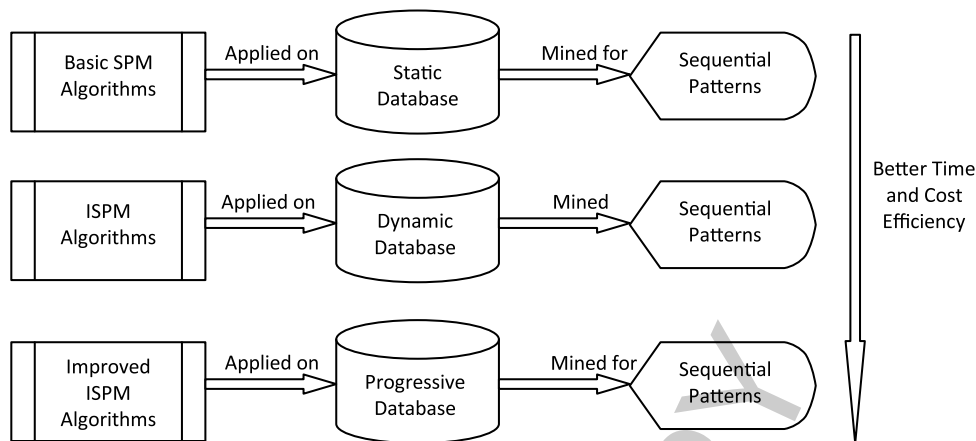 Basic SPM
Algorithms
Applied on
Static
Database
Mined for
Sequential
Patterns
ISPM
Algorithms
Applied on
Dynamic
Database
Mined
Sequential
Patterns
Better Time
and Cost
Efficiency
Improved
ISPM
Algorithms
Applied on
Progressive
Database
Mined for
Sequential
Patterns